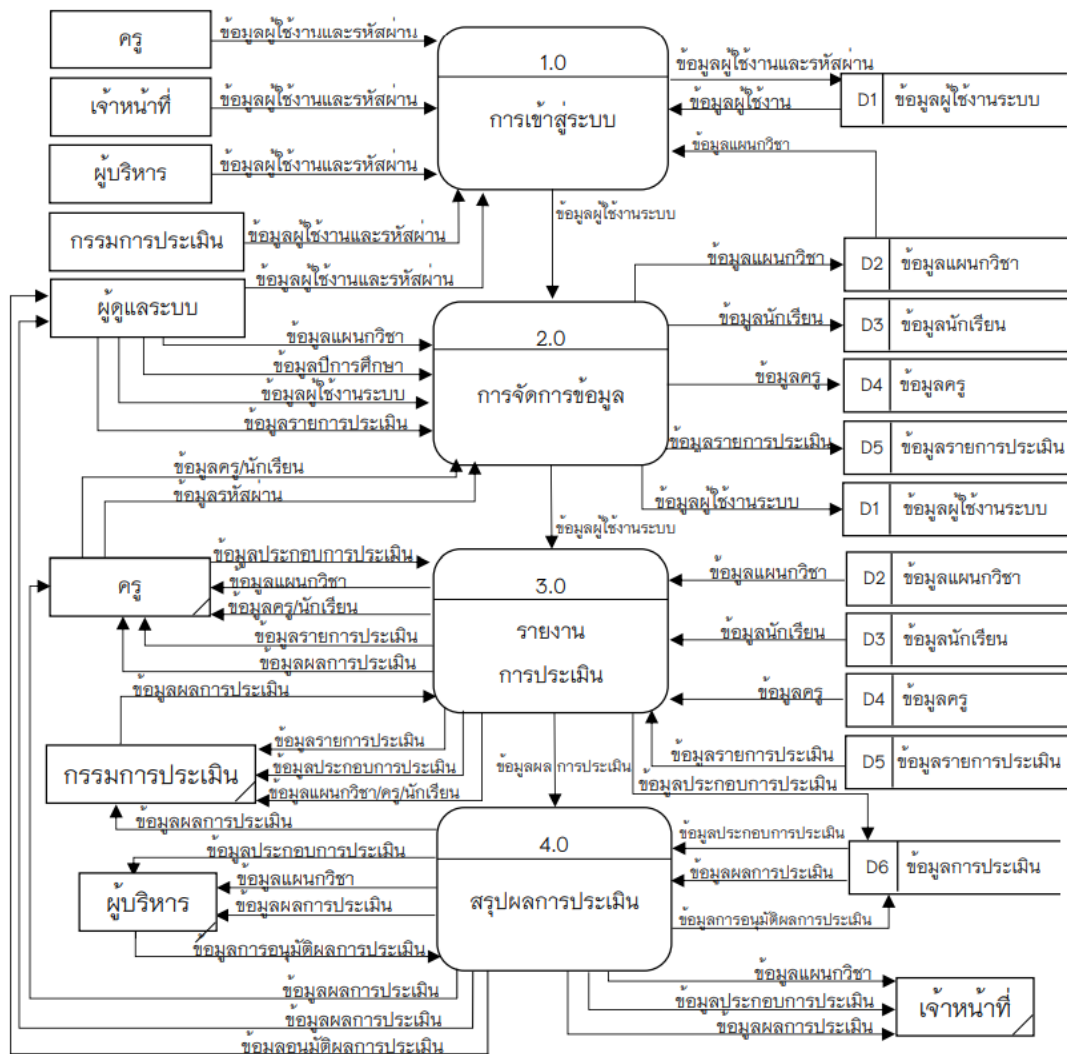 ครู
ข้อมูลผู้ใช้งานและรหัสผ่าน
1.0
การเข้าสู่ระบบ
ข้อมูลผู้ใช้งานและรหัสผ่าน
D1 ข้อมูลผู้ใช้งานระบบ
ข้อมูลผู้ใช้งาน
เจ้าหน้าที่
ข้อมูลผู้ใช้งานและรหัสผ่าน
ข้อมูลแผนกวิชา
ผู้บริหาร
ข้อมูลผู้ใช้งานและรหัสผ่าน
ข้อมูลผู้ใช้งานระบบ
กรรมการประเมิน
ข้อมูลผู้ใช้งานและรหัสผ่าน
ข้อมูลแผนกวิชา
D2 ข้อมูลแผนกวิชา
ผู้ดูแลระบบ
ข้อมูลผู้ใช้งานและรหัสผ่าน
2.0
การจัดการข้อมูล
ข้อมูลนักเรียน
D3 ข้อมูลนักเรียน
ข้อมูลแผนกวิชา
ข้อมูลปีการศึกษา
ข้อมูลผู้ใช้งานระบบ
ข้อมูลรายการประเมิน
ข้อมูลครู
D4 ข้อมูลครู
ข้อมูลรายการประเมิน
D5 ข้อมูลรายการประเมิน
ข้อมูลครู/นักเรียน
ข้อมูลรหัสผ่าน
ข้อมูลผู้ใช้งานระบบ
D1 ข้อมูลผู้ใช้งานระบบ
ข้อมูลผู้ใช้งานระบบ
ครู
ข้อมูลประกอบการประเมิน
ข้อมูลแผนกวิชา
ข้อมูลครู/นักเรียน
ข้อมูลรายการประเมิน
ข้อมูลผลการประเมิน
3.0
รายงาน
การประเมิน
ข้อมูลแผนกวิชา
D2 ข้อมูลแผนกวิชา
ข้อมูลนักเรียน
D3 ข้อมูลนักเรียน
ข้อมูลครู
D4 ข้อมูลครู
ข้อมูลรายการประเมิน
D5 ข้อมูลรายการประเมิน
ข้อมูลผลการประเมิน
กรรมการประเมิน
ข้อมูลรายการประเมิน
ข้อมูลประกอบการประเมิน
ข้อมูลแผนกวิชา/ครู/นักเรียน
ข้อมูลผล การประเมิน
ข้อมูลประกอบการประเมิน
ข้อมูลผลการประเมิน
4.0
สรุปผลการประเมิน
ข้อมูลประกอบการประเมิน
D6 ข้อมูลการประเมิน
ข้อมูลผลการประเมิน
ข้อมูลการอนุมัติผลการประเมิน
ผู้บริหาร
ข้อมูลประกอบการประเมิน
ข้อมูลแผนกวิชา
ข้อมูลผลการประเมิน
ข้อมูลการอนุมัติผลการประเมิน
ข้อมูลผลการประเมิน
ข้อมูลผลการประเมิน
ข้อมูลอนุมัติผลการประเมิน
ข้อมูลแผนกวิชา
ข้อมูลประกอบการประเมิน
ข้อมูลผลการประเมิน
เจ้าหน้าที่